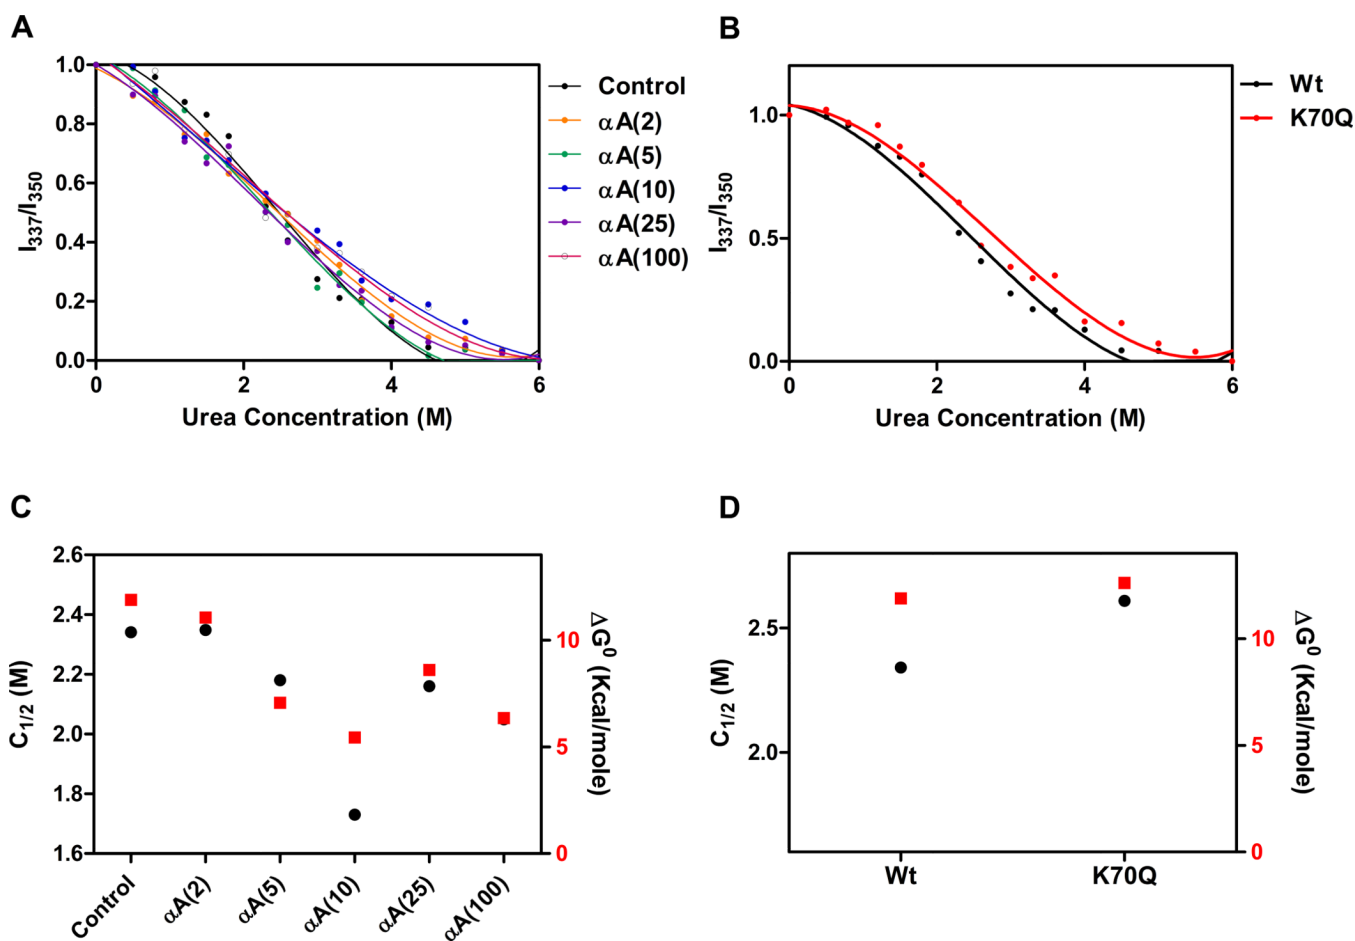 A
1.0
0.8
0.6
0.4
0.2
0.0
I337/I350
0 2 4 6
Urea Concentration (M)
Control
αA(2)
αA(5)
αA(10)
αA(25)
αA(100)
B
1.0
0.5
0.0
I337/I350
0 2 4 6
Urea Concentration (M)
Wt
K70Q
C
2.6
2.4
2.2
2.0
1.8
1.6
C1/2 (M)
10
5
0
ΔG0 (Kcal/mole)
Control αA(2) αA(5) αA(10) αA(25) αA(100)
D
2.5
2.0
C1/2 (M)
10
5
0
ΔG0 (Kcal/mole)
Wt K70Q